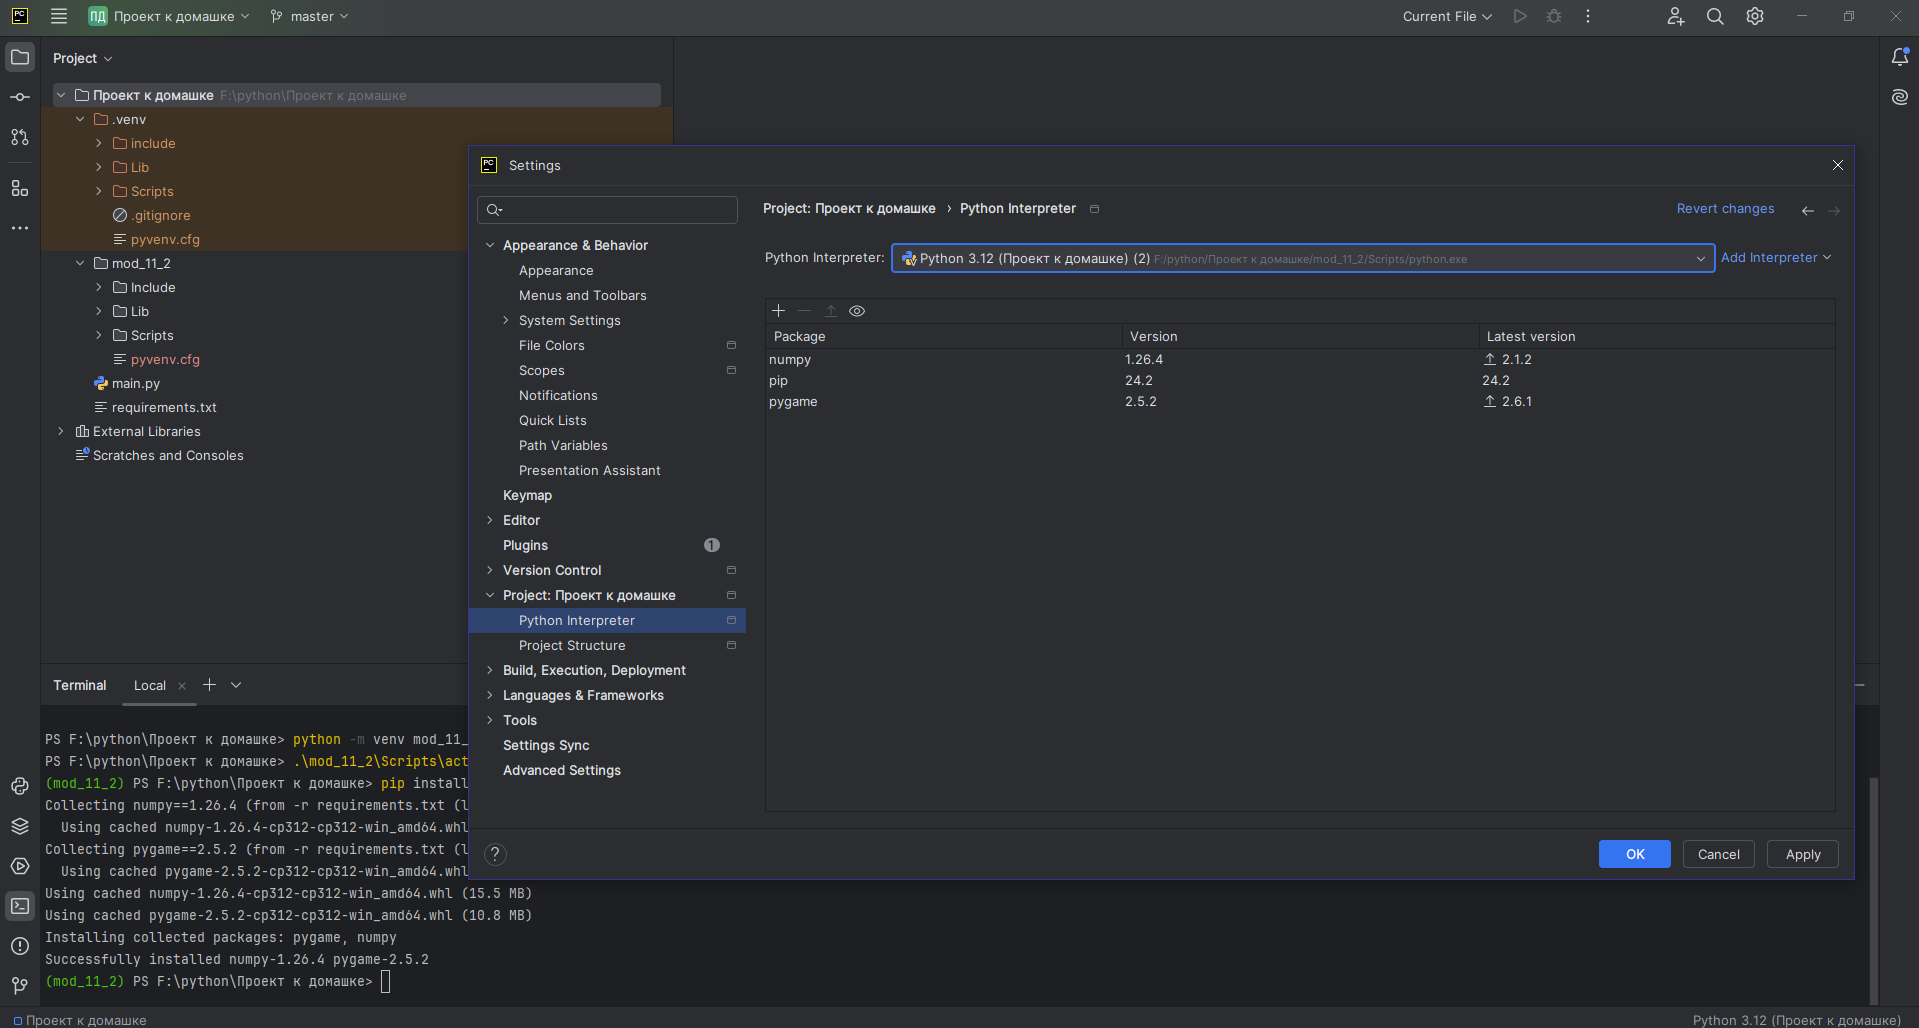 PC
ПД Проект к домашке
master
Current File
Project
Проект к домашке F:\python\Проект к домашке
.venv
include
Lib
Scripts
.gitignore
pyvenv.cfg
mod_11_2
Include
Lib
Scripts
pyvenv.cfg
main.py
requirements.txt
External Libraries
Scratches and Consoles
PC Settings
Appearance & Behavior
Appearance
Menus and Toolbars
System Settings
File Colors
Scopes
Notifications
Quick Lists
Path Variables
Presentation Assistant
Keymap
Editor
Plugins 1
Version Control
Project: Проект к домашке
Python Interpreter
Project Structure
Build, Execution, Deployment
Languages & Frameworks
Tools
Settings Sync
Advanced Settings
Project: Проект к домашке › Python Interpreter
Revert changes
Python Interpreter: Python 3.12 (Проект к домашке) (2) F:/python/Проект к домашке/mod_11_2/Scripts/python.exe Add Interpreter
Package Version Latest version
numpy 1.26.4 2.1.2
pip 24.2 24.2
pygame 2.5.2 2.6.1
?
OK Cancel Apply
Terminal Local
PS F:\python\Проект к домашке> python -m venv mod_11_
PS F:\python\Проект к домашке> .\mod_11_2\Scripts\act
(mod_11_2) PS F:\python\Проект к домашке> pip install
Collecting numpy==1.26.4 (from -r requirements.txt (l
Using cached numpy-1.26.4-cp312-cp312-win_amd64.whl
Collecting pygame==2.5.2 (from -r requirements.txt (l
Using cached pygame-2.5.2-cp312-cp312-win_amd64.whl
Using cached numpy-1.26.4-cp312-cp312-win_amd64.whl (15.5 MB)
Using cached pygame-2.5.2-cp312-cp312-win_amd64.whl (10.8 MB)
Installing collected packages: pygame, numpy
Successfully installed numpy-1.26.4 pygame-2.5.2
(mod_11_2) PS F:\python\Проект к домашке>
Проект к домашке
Python 3.12 (Проект к домашке)